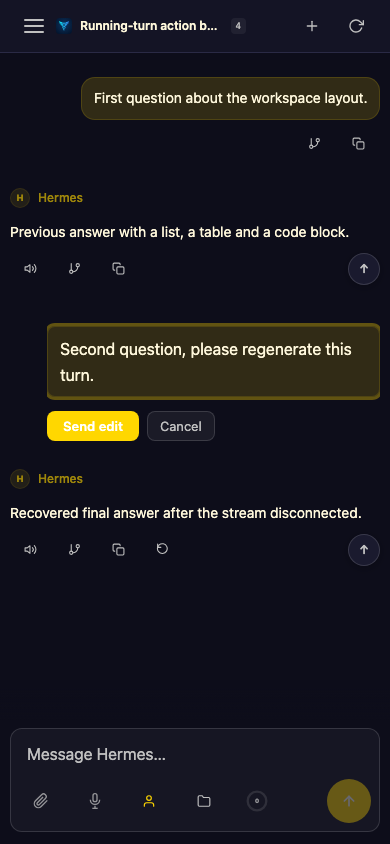 Running-turn action b...
4
First question about the workspace layout.
H
Hermes
Previous answer with a list, a table and a code block.
Second question, please regenerate this
turn.
Send edit
Cancel
H
Hermes
Recovered final answer after the stream disconnected.
Message Hermes...
0